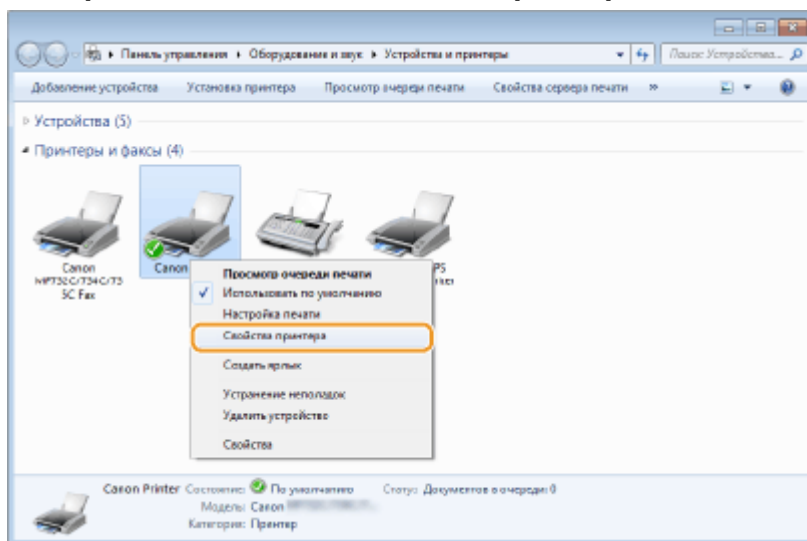 Панель управления ▸ Оборудование и звук ▸ Устройства и принтеры
Поиск: Устройства...
Добавление устройства Установка принтера Просмотр очереди печати Свойства сервера печати »
Устройства (5)
Принтеры и факсы (4)
Canon
MF732C/734C/73
5C Fax
Canon
PS
Просмотр очереди печати
Использовать по умолчанию
Настройка печати
Свойства принтера
Создать ярлык
Устранение неполадок
Удалить устройство
Свойства
Canon Printer Состояние: По умолчанию Статус: Документов в очереди: 0
Модель: Canon
Категория: Принтер